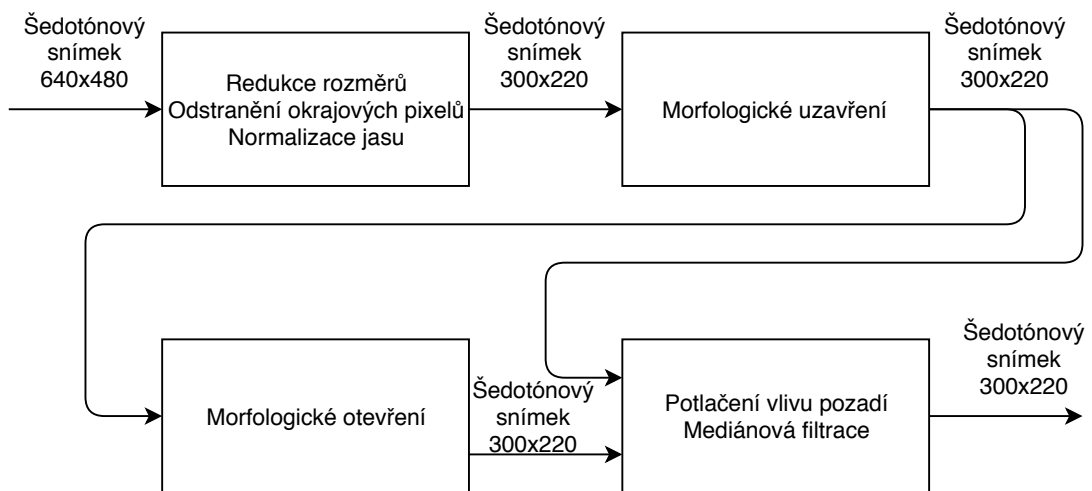 Šedotónový
snímek
640x480
Redukce rozměrů
Odstranění okrajových pixelů
Normalizace jasu
Šedotónový
snímek
300x220
Morfologické uzavření
Šedotónový
snímek
300x220
Morfologické otevření
Šedotónový
snímek
300x220
Potlačení vlivu pozadí
Mediánová filtrace
Šedotónový
snímek
300x220